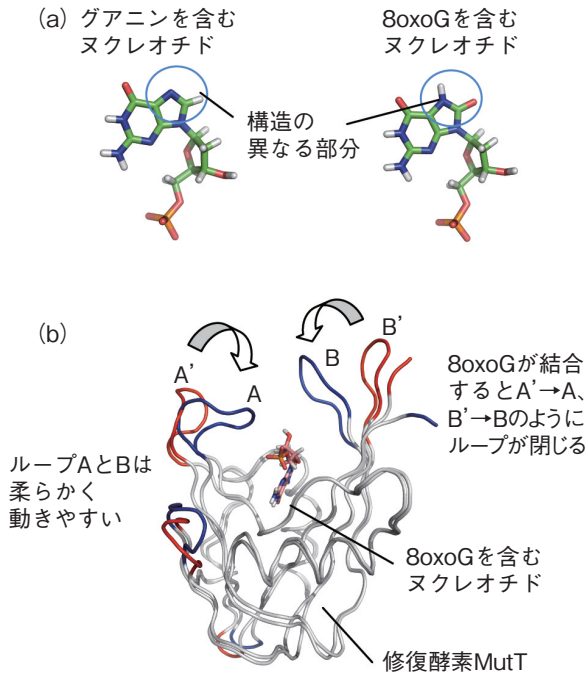 (a) グアニンを含む
ヌクレオチド
8oxoGを含む
ヌクレオチド
構造の
異なる部分
(b)
A'
A
B
B'
8oxoGが結合
するとA'→A、
B'→Bのように
ループが閉じる
ループAとBは
柔らかく
動きやすい
8oxoGを含む
ヌクレオチド
修復酵素MutT